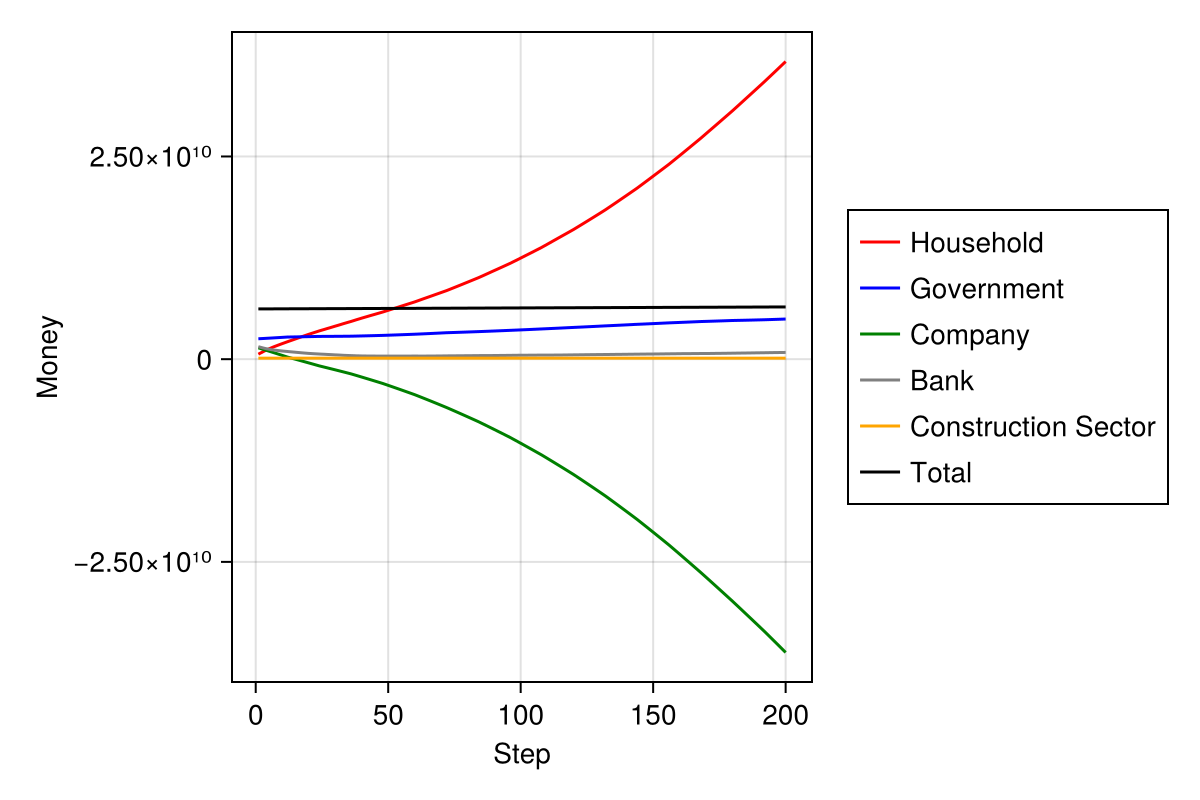 Money
2.50×10¹⁰
0
−2.50×10¹⁰
0 50 100 150 200
Step
Household
Government
Company
Bank
Construction Sector
Total